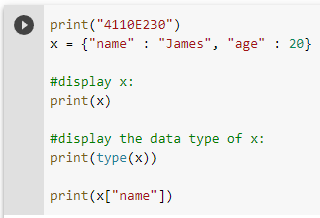 print("4110E230")
x = {"name" : "James", "age" : 20}
#display x:
print(x)
#display the data type of x:
print(type(x))
print(x["name"])